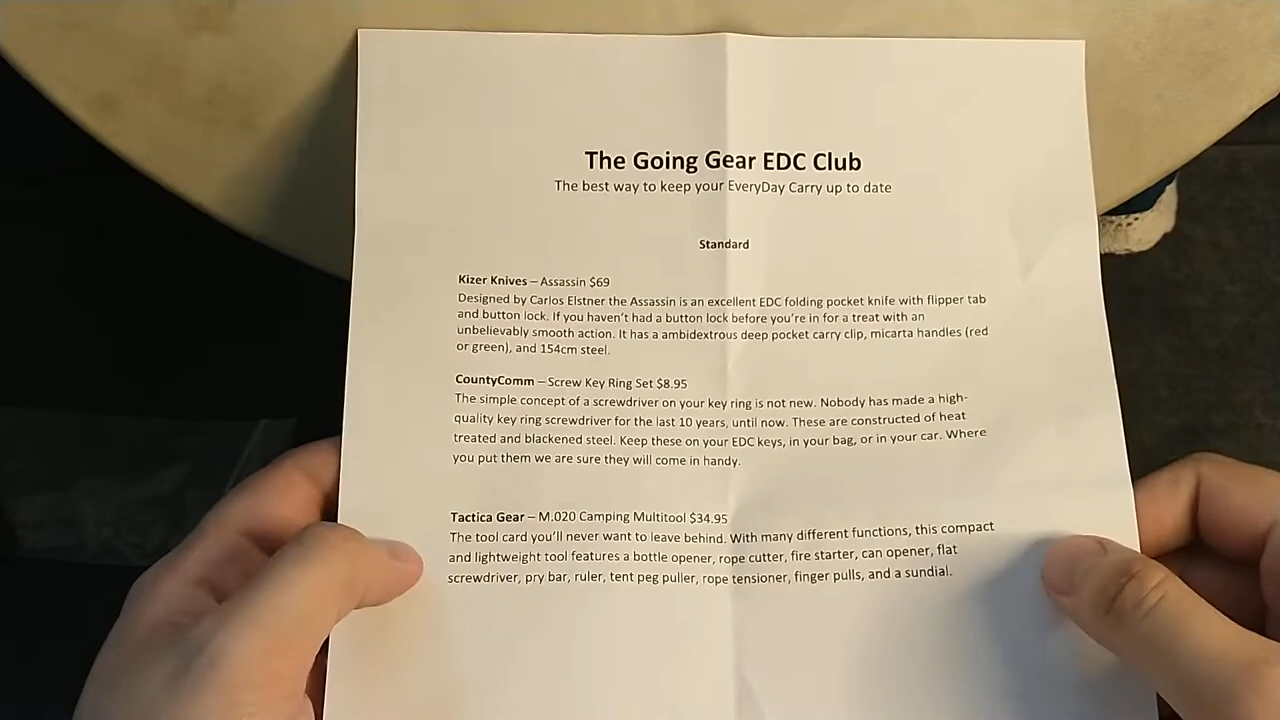 The Going Gear EDC Club
The best way to keep your EveryDay Carry up to date
Standard
Kizer Knives – Assassin $69
Designed by Carlos Elstner the Assassin is an excellent EDC folding pocket knife with flipper tab
and button lock. If you haven't had a button lock before you're in for a treat with an
unbelievably smooth action. It has a ambidextrous deep pocket carry clip, micarta handles (red
or green), and 154cm steel.
CountyComm – Screw Key Ring Set $8.95
The simple concept of a screwdriver on your key ring is not new. Nobody has made a high-
quality key ring screwdriver for the last 10 years, until now. These are constructed of heat
treated and blackened steel. Keep these on your EDC keys, in your bag, or in your car. Where
you put them we are sure they will come in handy.
Tactica Gear – M.020 Camping Multitool $34.95
The tool card you'll never want to leave behind. With many different functions, this compact
and lightweight tool features a bottle opener, rope cutter, fire starter, can opener, flat
screwdriver, pry bar, ruler, tent peg puller, rope tensioner, finger pulls, and a sundial.